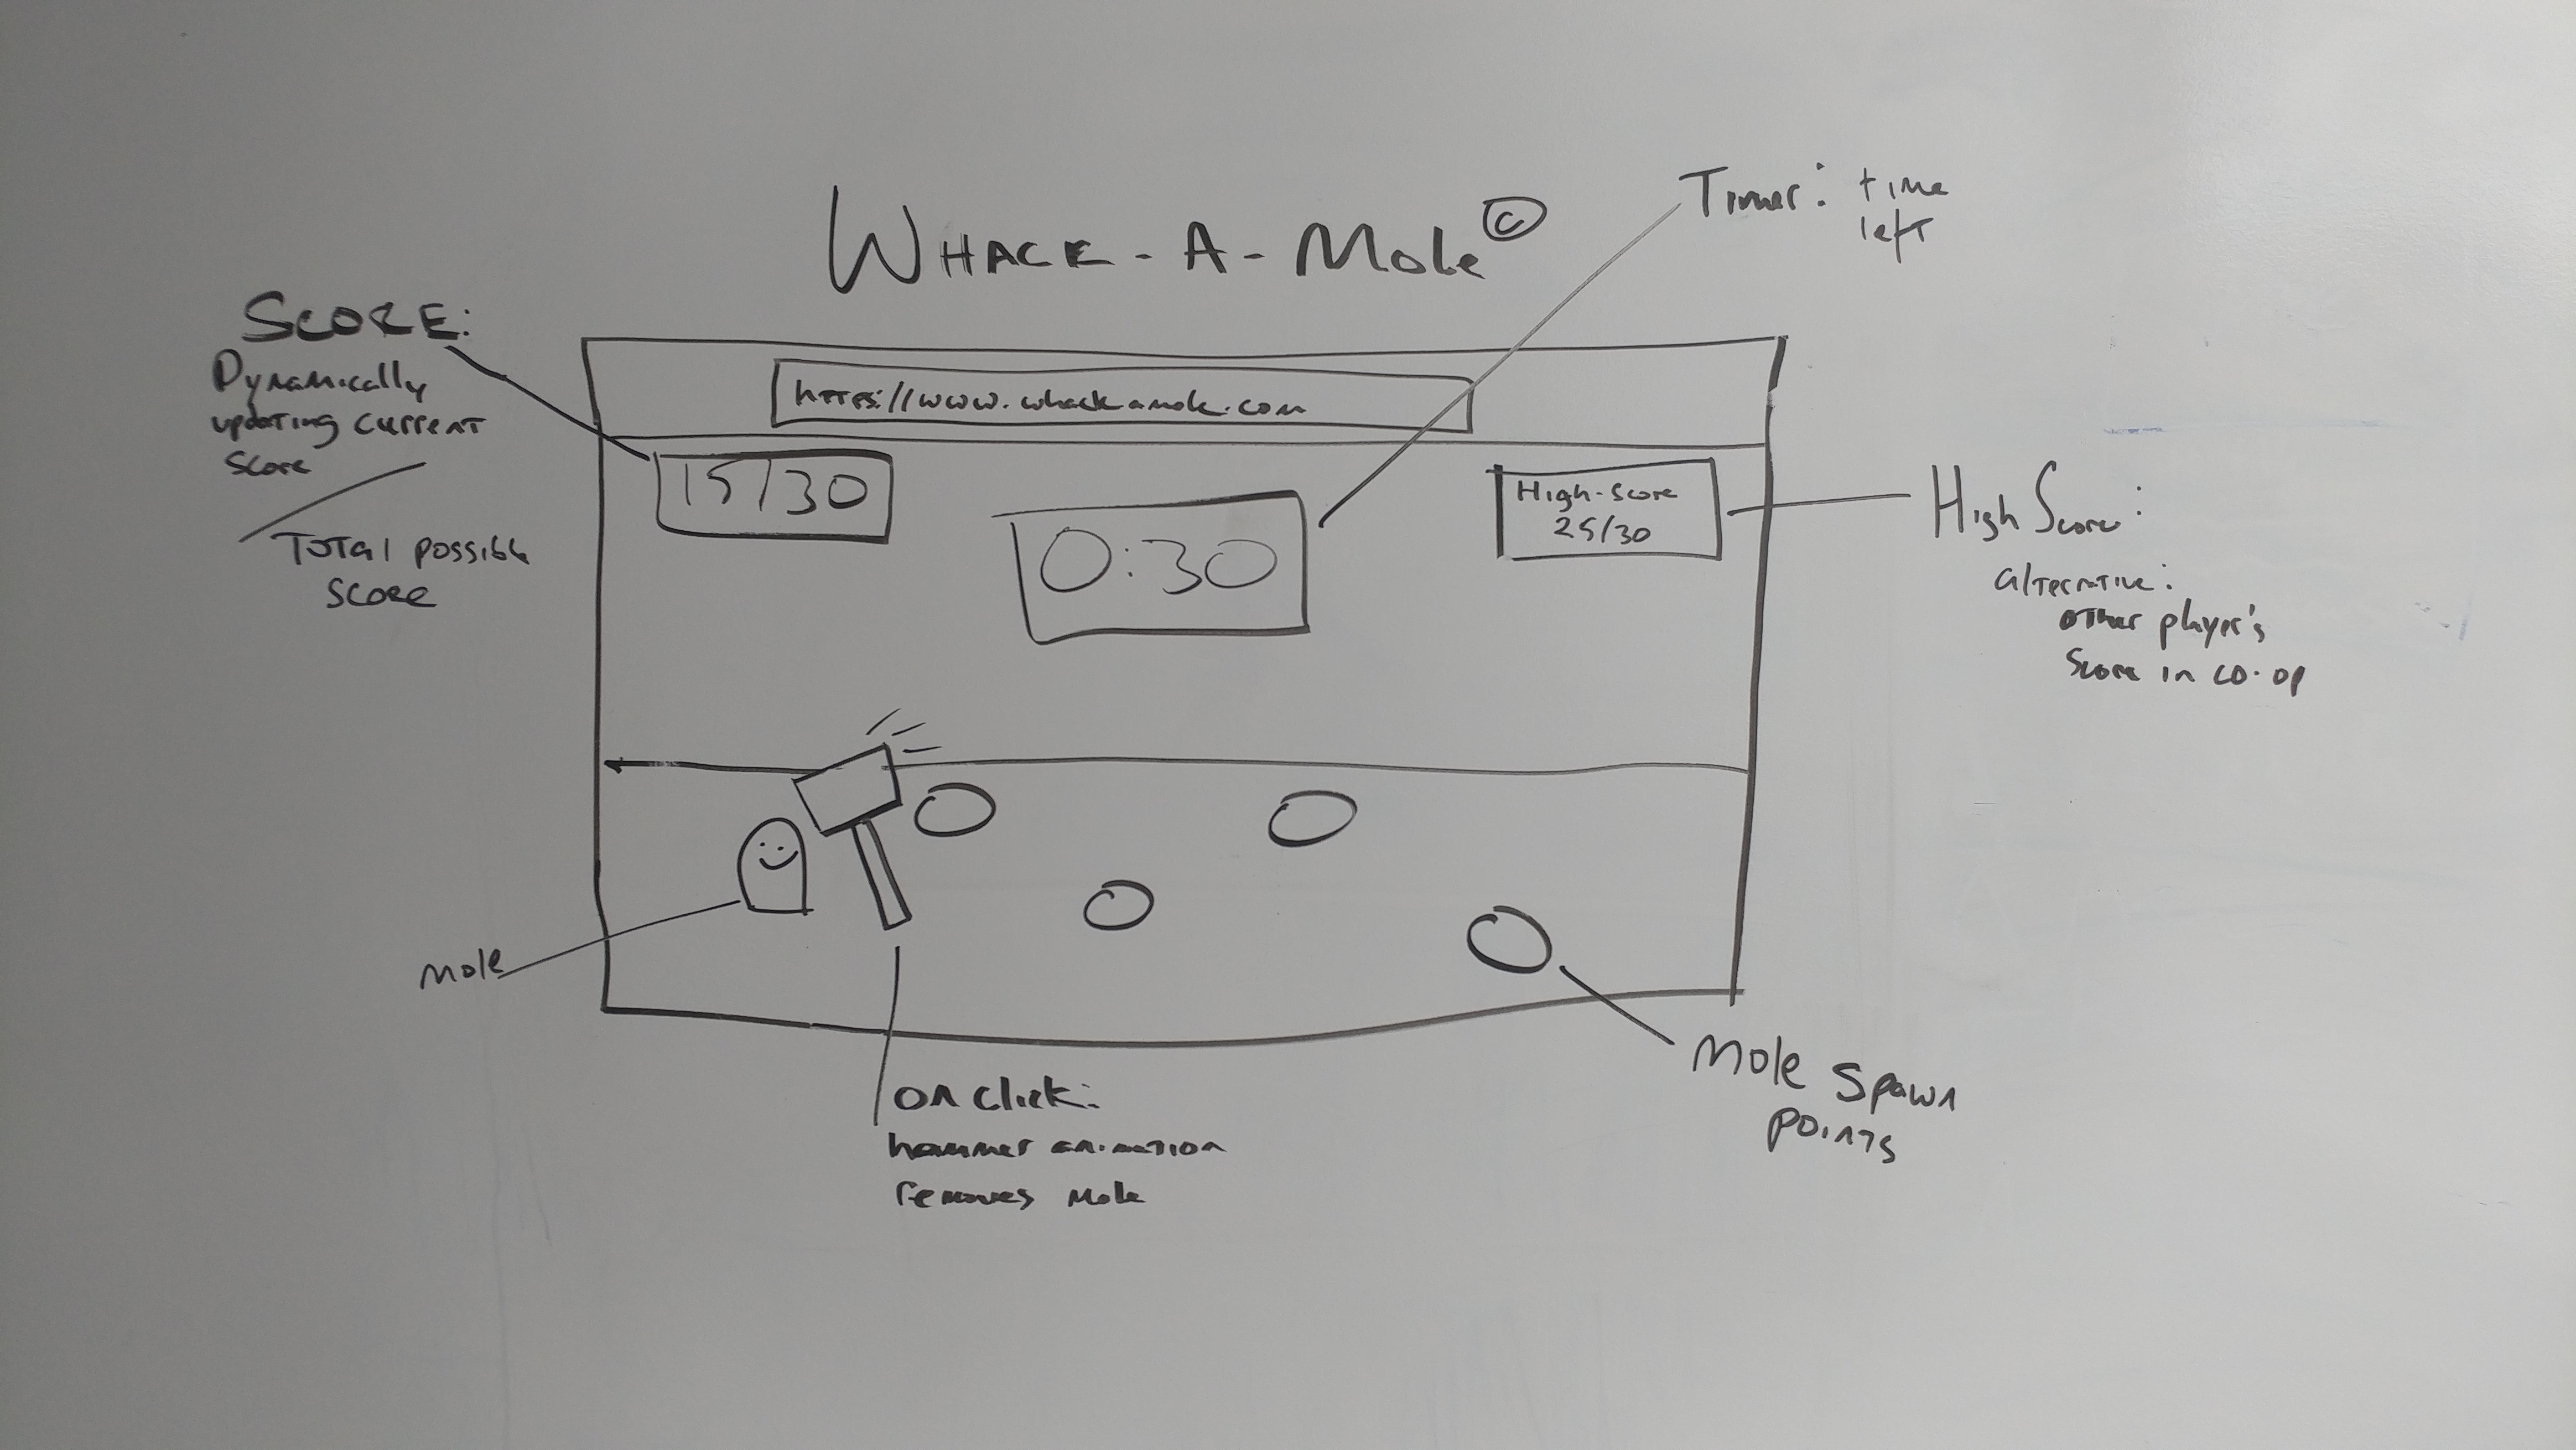 WHACK-A-MOLE ©
Timer: time
left
SCORE:
Dynamically
updating current
score
/
Total possible
score
https://www.whackamole.com
15/30
0:30
High-Score
25/30
High Score:
alternative:
other player's
Score in co-op
mole
on click:
hammer animation
removes mole
Mole Spawn
points